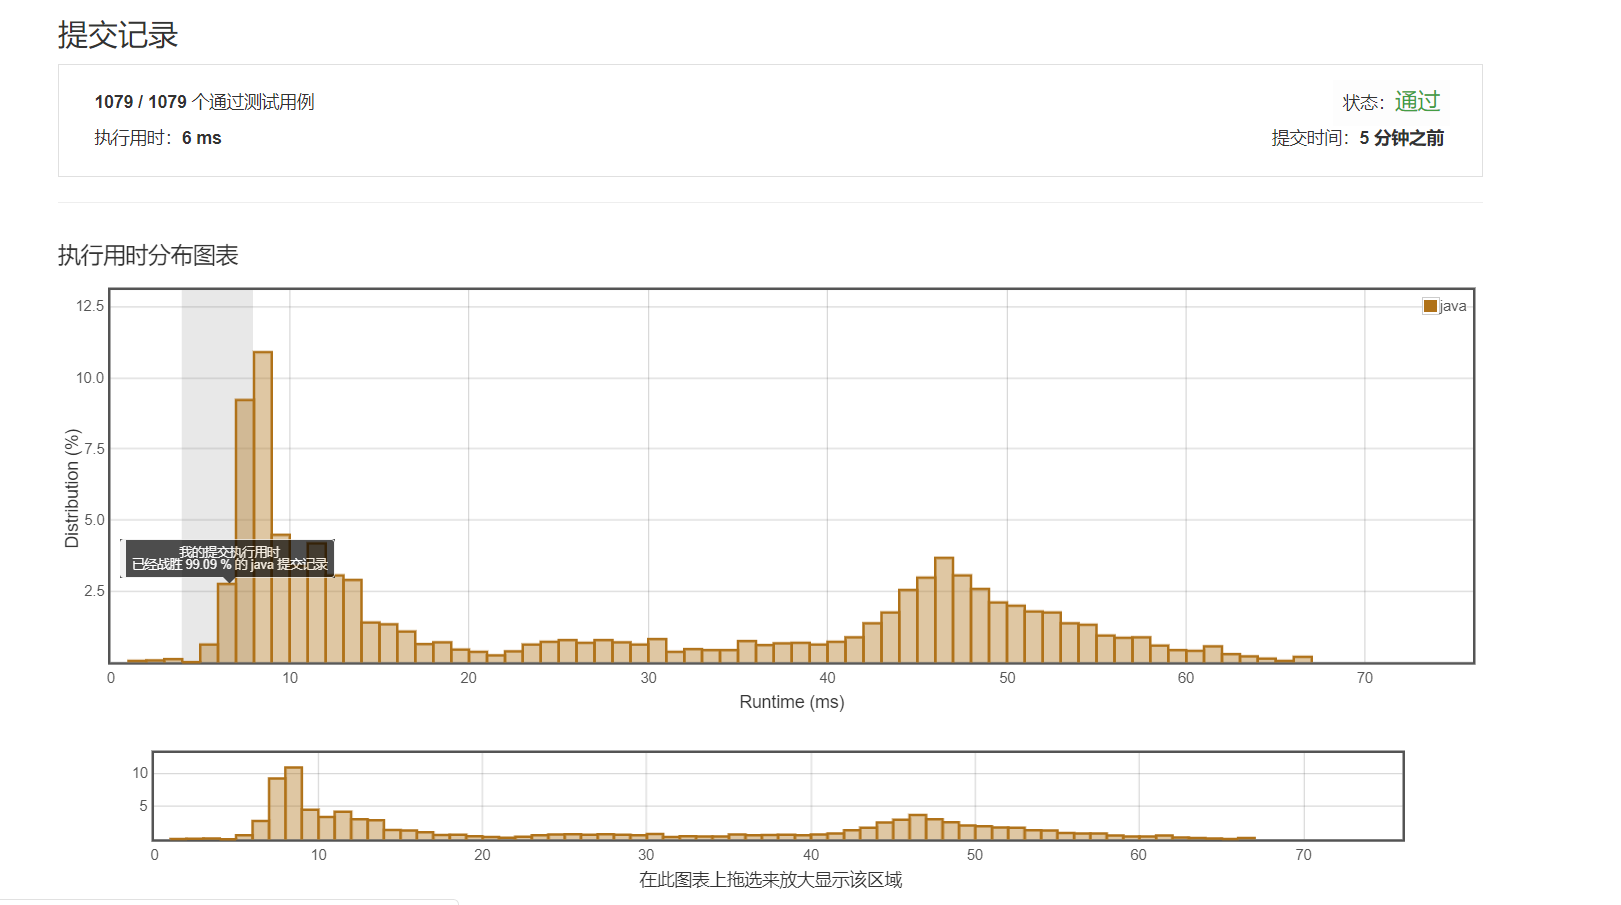 提交记录
1079 / 1079 个通过测试用例
状态：通过
执行用时：6 ms
提交时间：5 分钟之前
执行用时分布图表
12.5
10.0
7.5
5.0
2.5
Distribution (%)
java
我的提交执行用时
已经战胜 99.09 % 的 java 提交记录
0 10 20 30 40 50 60 70
Runtime (ms)
10
5
0 10 20 30 40 50 60 70
在此图表上拖选来放大显示该区域